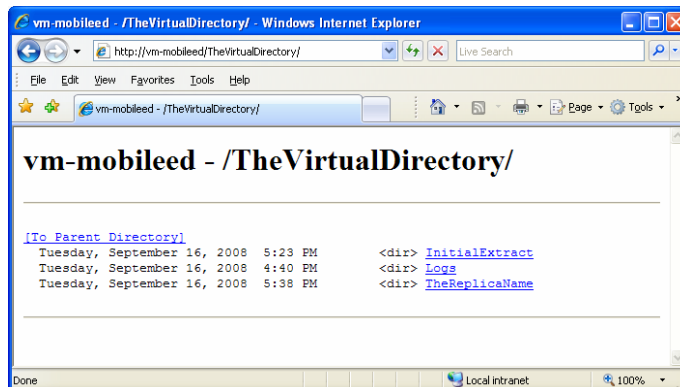 vm-mobileed - /TheVirtualDirectory/ - Windows Internet Explorer
http://vm-mobileed/TheVirtualDirectory/ Live Search
File Edit View Favorites Tools Help
vm-mobileed - /TheVirtualDirectory/ Page Tools
vm-mobileed - /TheVirtualDirectory/
[To Parent Directory]
Tuesday, September 16, 2008 5:23 PM <dir> InitialExtract
Tuesday, September 16, 2008 4:40 PM <dir> Logs
Tuesday, September 16, 2008 5:38 PM <dir> TheReplicaName
Done Local intranet 100%